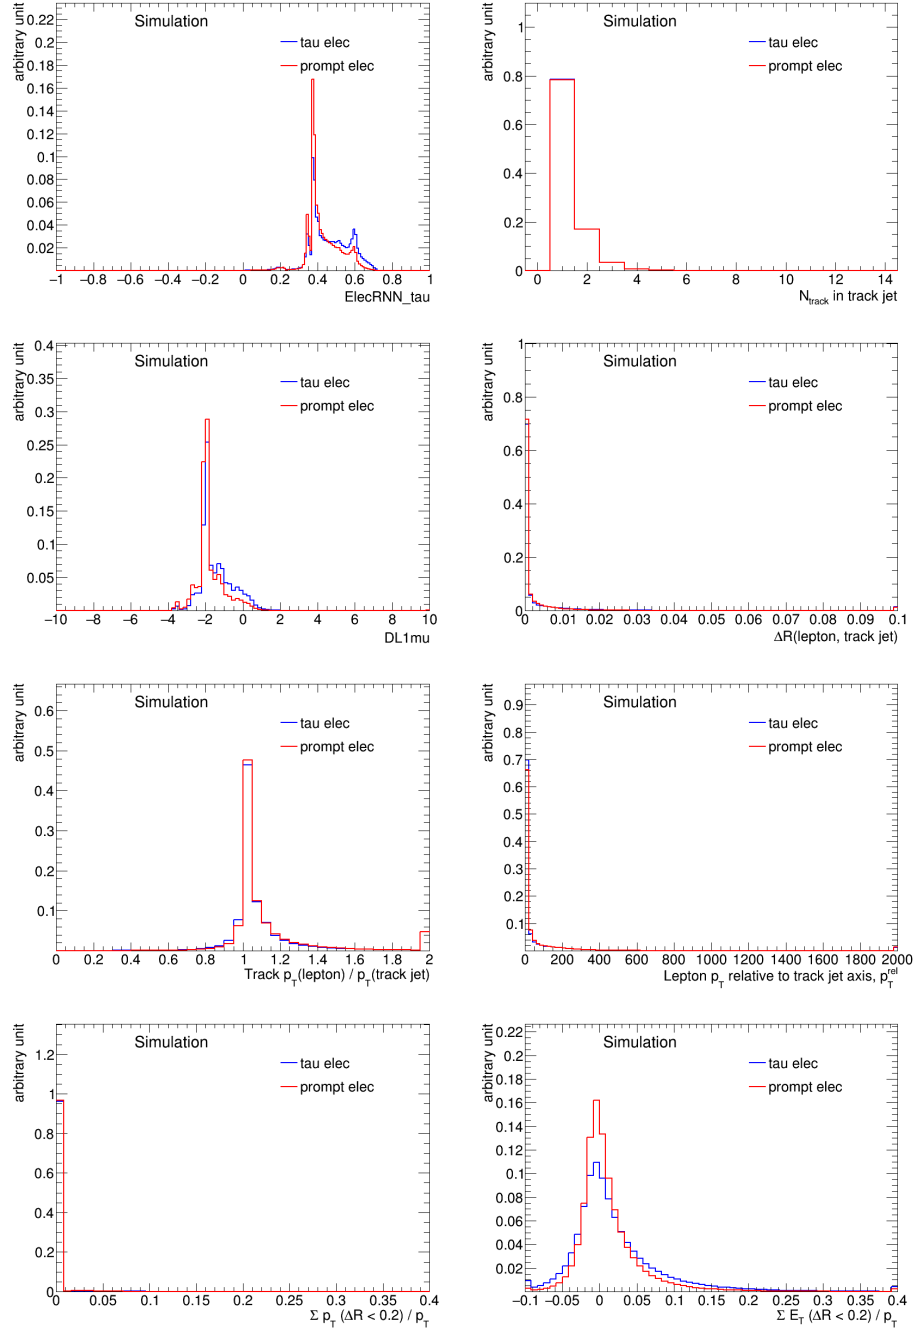 arbitrary unit
Simulation
tau elec
prompt elec
0.22
0.2
0.18
0.16
0.14
0.12
0.1
0.08
0.06
0.04
0.02
−1 −0.8 −0.6 −0.4 −0.2 0 0.2 0.4 0.6 0.8 1
ElecRNN_tau
arbitrary unit
Simulation
tau elec
prompt elec
1
0.8
0.6
0.4
0.2
0
0 2 4 6 8 10 12 14
N_track in track jet
arbitrary unit
Simulation
tau elec
prompt elec
0.4
0.35
0.3
0.25
0.2
0.15
0.1
0.05
−10 −8 −6 −4 −2 0 2 4 6 8 10
DL1mu
arbitrary unit
Simulation
tau elec
prompt elec
1
0.8
0.6
0.4
0.2
0
0 0.01 0.02 0.03 0.04 0.05 0.06 0.07 0.08 0.09 0.1
ΔR(lepton, track jet)
arbitrary unit
Simulation
tau elec
prompt elec
0.6
0.5
0.4
0.3
0.2
0.1
0 0.2 0.4 0.6 0.8 1 1.2 1.4 1.6 1.8 2
Track p_T(lepton) / p_T(track jet)
arbitrary unit
Simulation
tau elec
prompt elec
0.9
0.8
0.7
0.6
0.5
0.4
0.3
0.2
0.1
0 200 400 600 800 1000 1200 1400 1600 1800 2000
Lepton p_T relative to track jet axis, p_T^rel
arbitrary unit
Simulation
tau elec
prompt elec
1.2
1
0.8
0.6
0.4
0.2
0
0 0.05 0.1 0.15 0.2 0.25 0.3 0.35 0.4
Σ p_T (ΔR < 0.2) / p_T
arbitrary unit
Simulation
tau elec
prompt elec
0.22
0.2
0.18
0.16
0.14
0.12
0.1
0.08
0.06
0.04
0.02
−0.1 −0.05 0 0.05 0.1 0.15 0.2 0.25 0.3 0.35 0.4
Σ E_T (ΔR < 0.2) / p_T